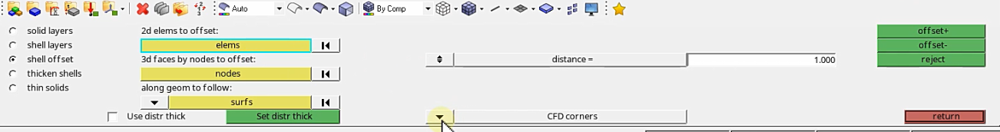 Auto By Comp
solid layers 2d elems to offset: offset+
shell layers elems offset-
shell offset 3d faces by nodes to offset: distance = 1.000 reject
thicken shells nodes
thin solids along geom to follow:
surfs
Use distr thick Set distr thick CFD corners return